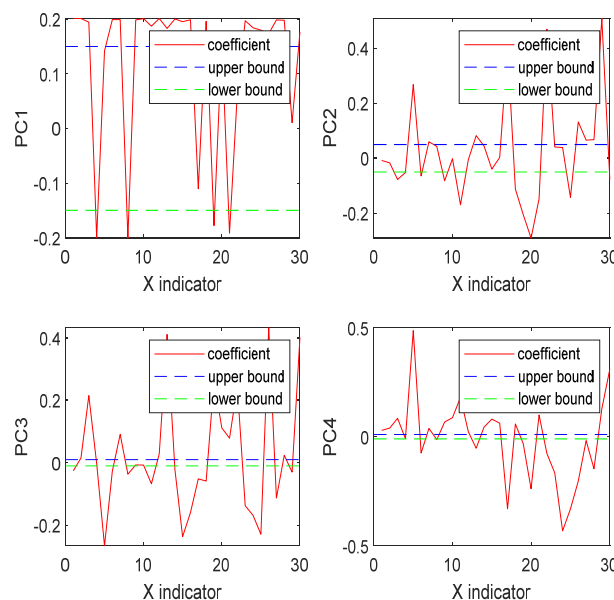 0.2
0.1
0
-0.1
-0.2
PC1
coefficient
upper bound
lower bound
0 10 20 30
X indicator
0.4
0.2
0
-0.2
PC2
coefficient
upper bound
lower bound
0 10 20 30
X indicator
0.4
0.2
0
-0.2
PC3
coefficient
upper bound
lower bound
0 10 20 30
X indicator
0.5
0
-0.5
PC4
coefficient
upper bound
lower bound
0 10 20 30
X indicator